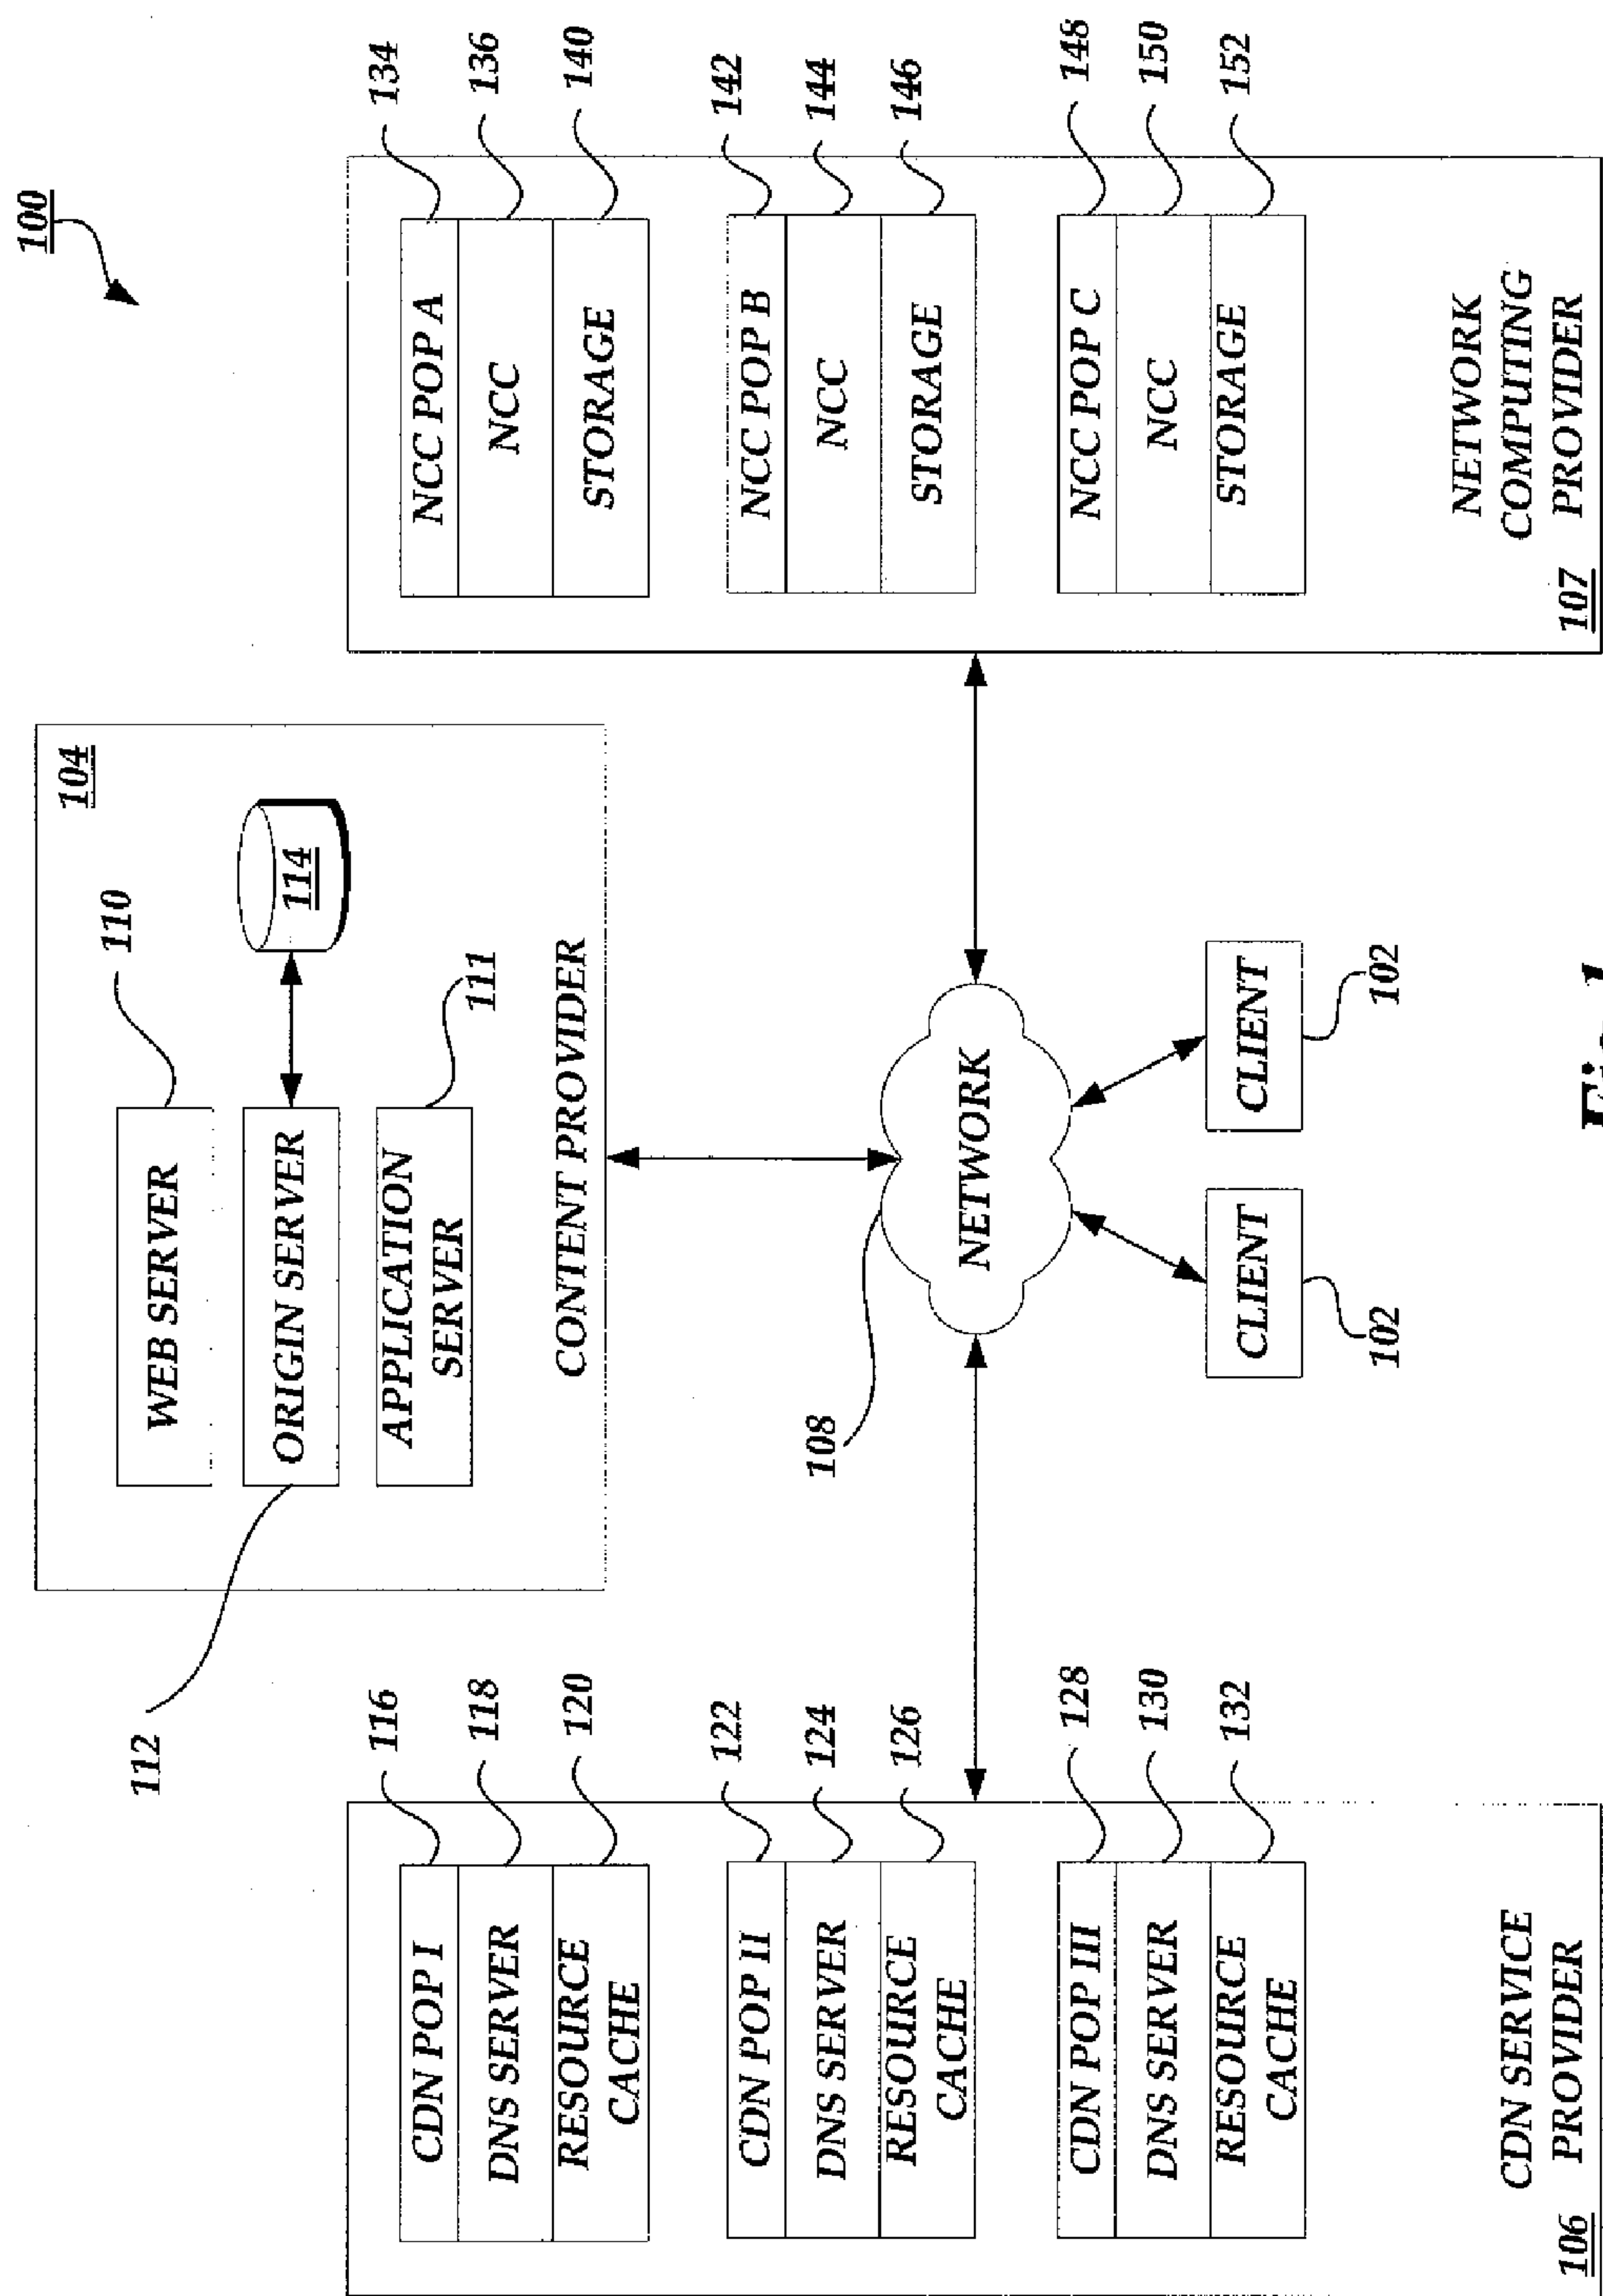 100
104
WEB SERVER
110
ORIGIN SERVER
112
114
APPLICATION
SERVER
111
CONTENT PROVIDER
CDN POP I
116
DNS SERVER
118
RESOURCE
CACHE
120
CDN POP II
122
DNS SERVER
124
RESOURCE
CACHE
126
CDN POP III
128
DNS SERVER
130
RESOURCE
CACHE
132
CDN SERVICE
PROVIDER
106
108
NETWORK
CLIENT
102
CLIENT
102
NCC POP A
134
NCC
136
STORAGE
140
NCC POP B
142
NCC
144
STORAGE
146
NCC POP C
148
NCC
150
STORAGE
152
NETWORK
COMPUTING
PROVIDER
107